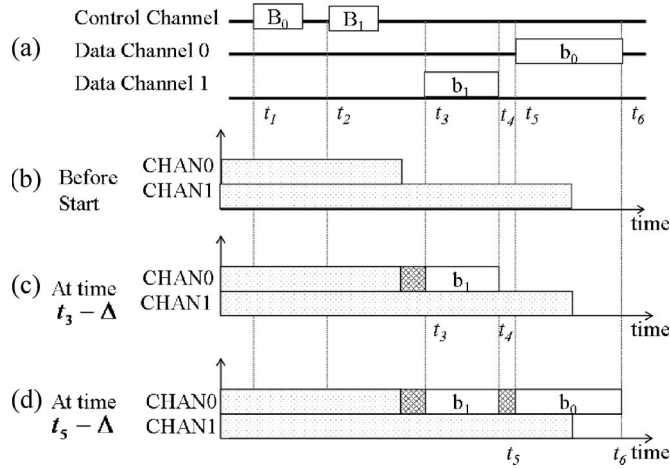 Control Channel B0 B1
(a) Data Channel 0 b0
Data Channel 1 b1
t1 t2 t3 t4 t5 t6
(b) Before Start CHAN0
CHAN1
time
(c) At time t3 − Δ CHAN0 b1
CHAN1
t3 t4 time
(d) At time t5 − Δ CHAN0 b1 b0
CHAN1
t5 t6
time